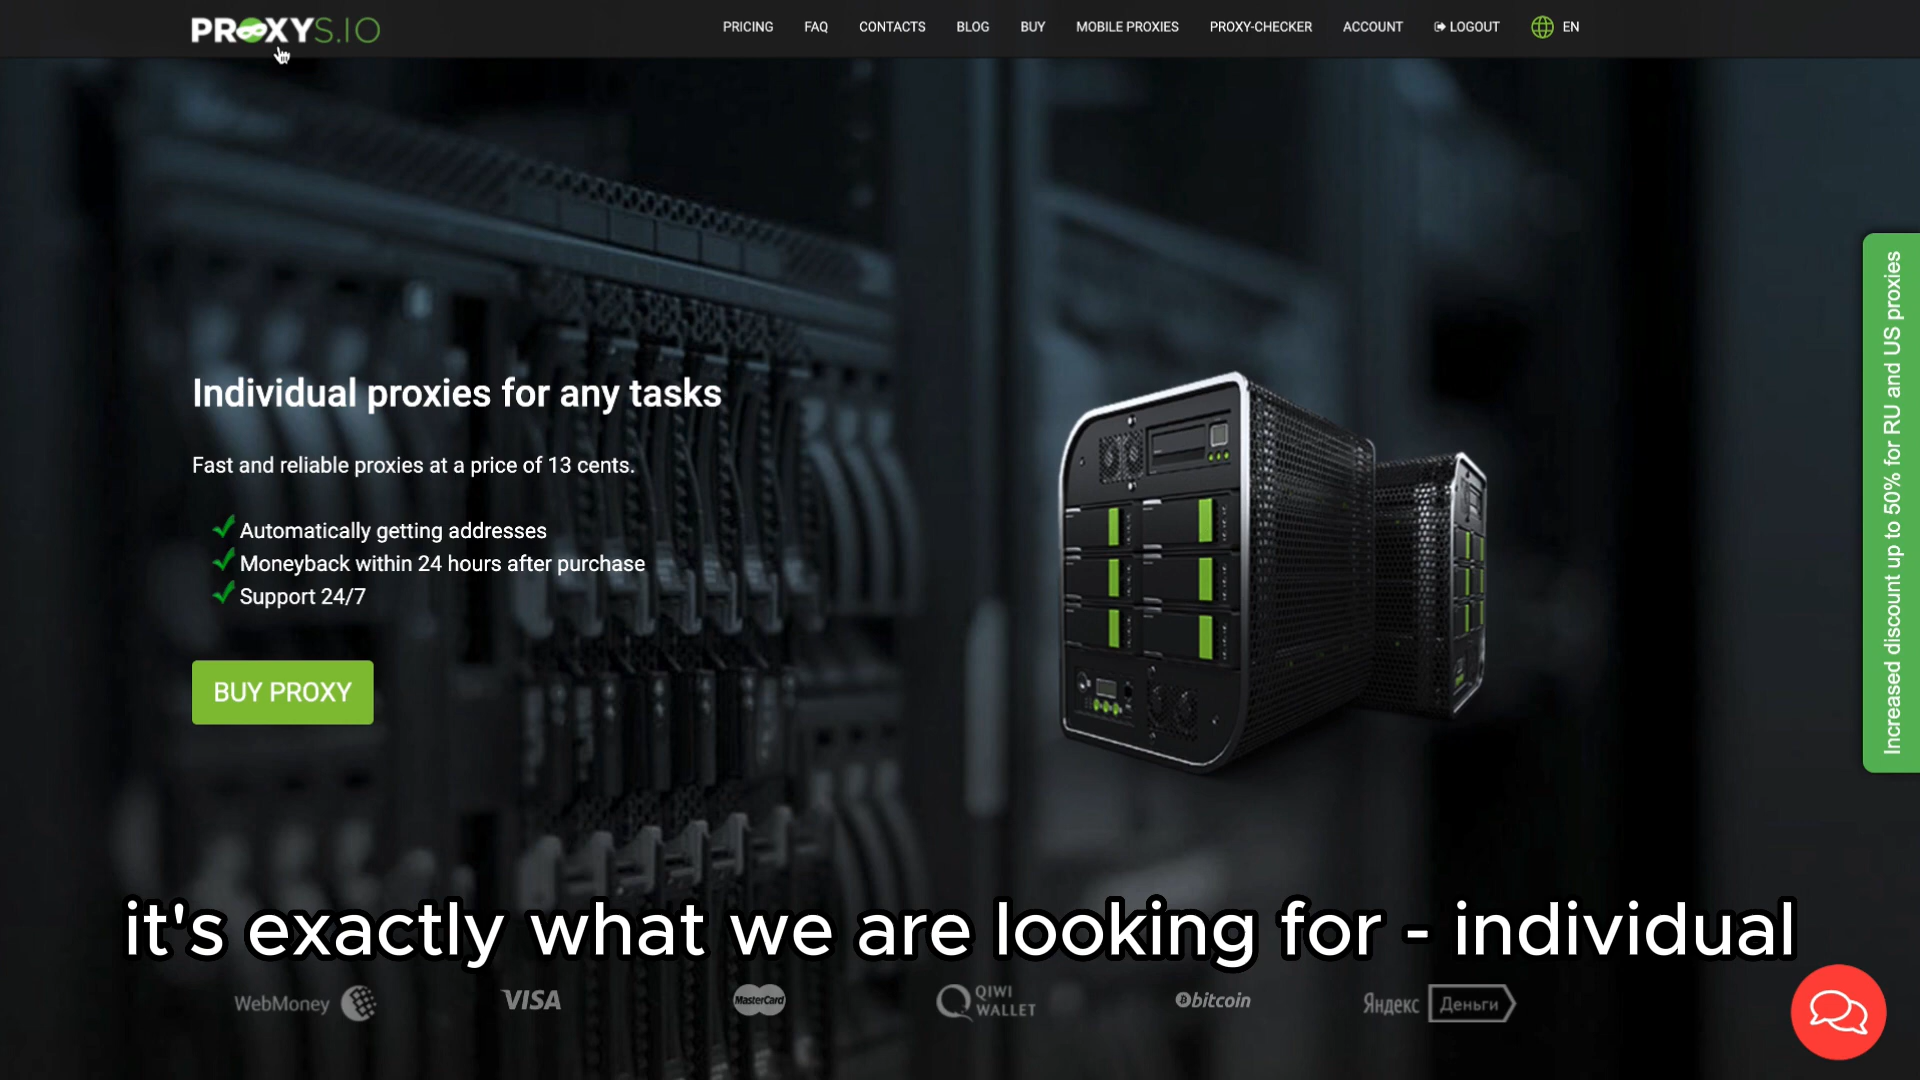 PROXYS.IO
PRICING
FAQ
CONTACTS
BLOG
BUY
MOBILE PROXIES
PROXY-CHECKER
ACCOUNT
LOGOUT
EN
Increased discount up to 50% for RU and US proxies
Individual proxies for any tasks
Fast and reliable proxies at a price of 13 cents.
Automatically getting addresses
Moneyback within 24 hours after purchase
Support 24/7
BUY PROXY
it's exactly what we are looking for - individual
WebMoney
VISA
MasterCard
QIWI
WALLET
bitcoin
Яндекс Деньги